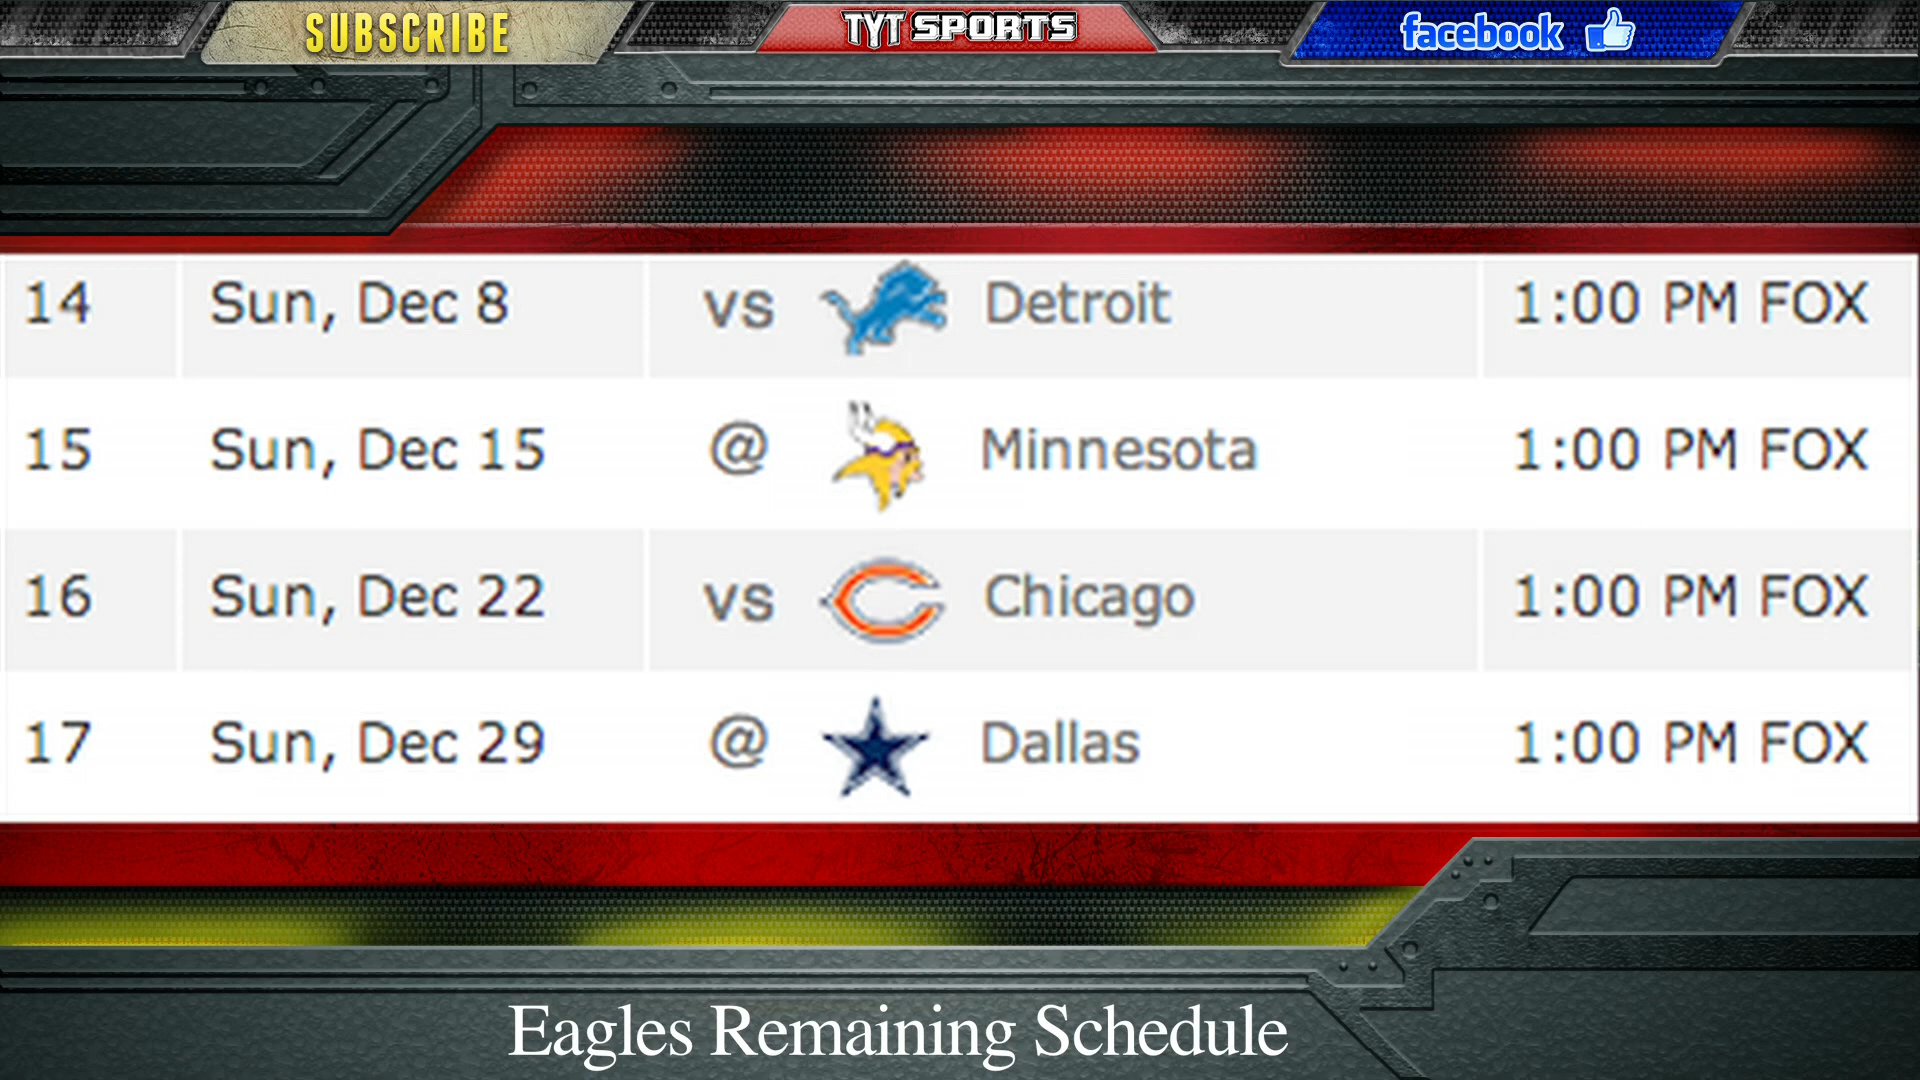 SUBSCRIBE TYT SPORTS facebook
14 Sun, Dec 8 vs Detroit 1:00 PM FOX
15 Sun, Dec 15 @ Minnesota 1:00 PM FOX
16 Sun, Dec 22 vs Chicago 1:00 PM FOX
17 Sun, Dec 29 @ Dallas 1:00 PM FOX
Eagles Remaining Schedule